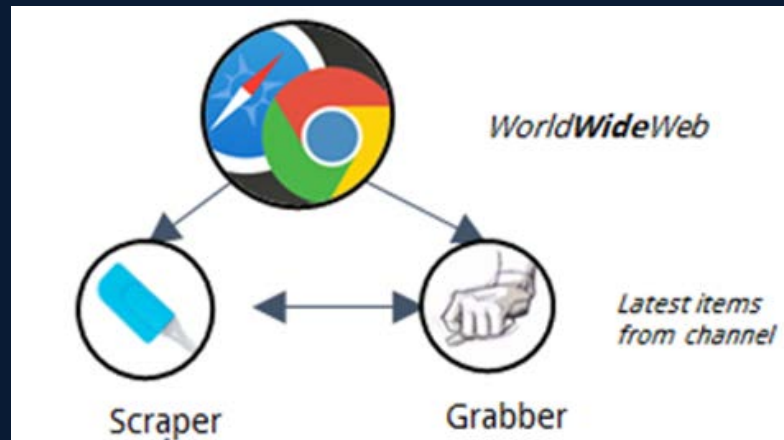 WorldWideWeb
Latest items
from channel
Scraper
Grabber